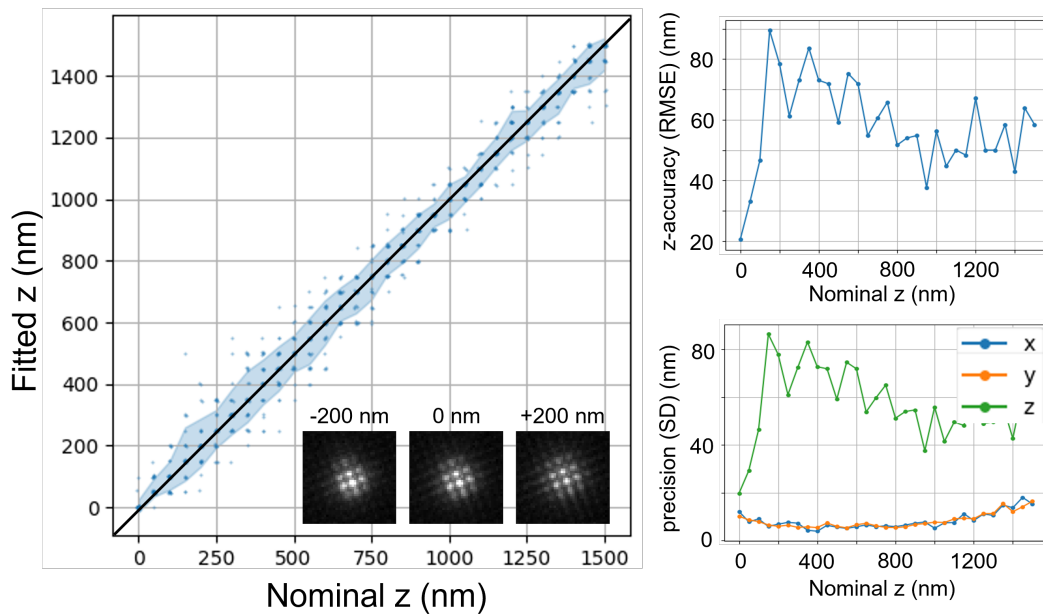 Fitted z (nm)
1400
1200
1000
800
600
400
200
0
-200 nm
0 nm
+200 nm
0
250
500
750
1000
1250
1500
Nominal z (nm)
z-accuracy (RMSE) (nm)
80
60
40
20
0
400
800
1200
Nominal z (nm)
precision (SD) (nm)
80
40
0
x
y
z
0
400
800
1200
Nominal z (nm)